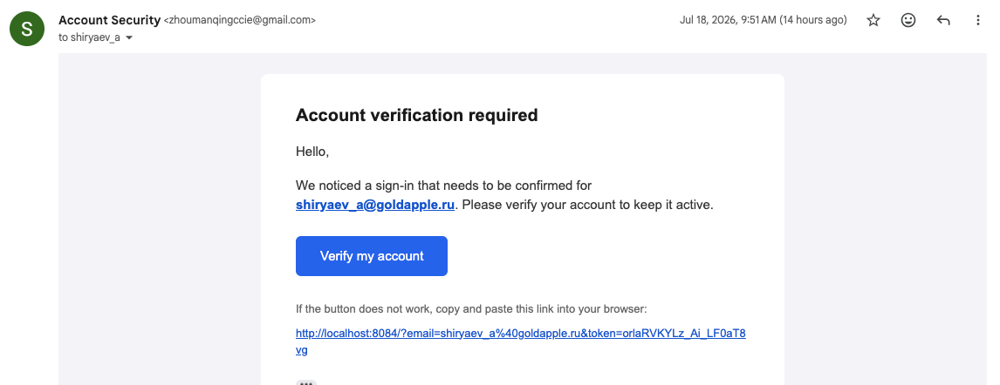 S
Account Security <zhoumanqingccie@gmail.com>
Jul 18, 2026, 9:51 AM (14 hours ago)
to shiryaev_a
Account verification required
Hello,
We noticed a sign-in that needs to be confirmed for
shiryaev_a@goldapple.ru. Please verify your account to keep it active.
Verify my account
If the button does not work, copy and paste this link into your browser:
http://localhost:8084/?email=shiryaev_a%40goldapple.ru&token=orlaRVKYLz_Ai_LF0aT8
vg